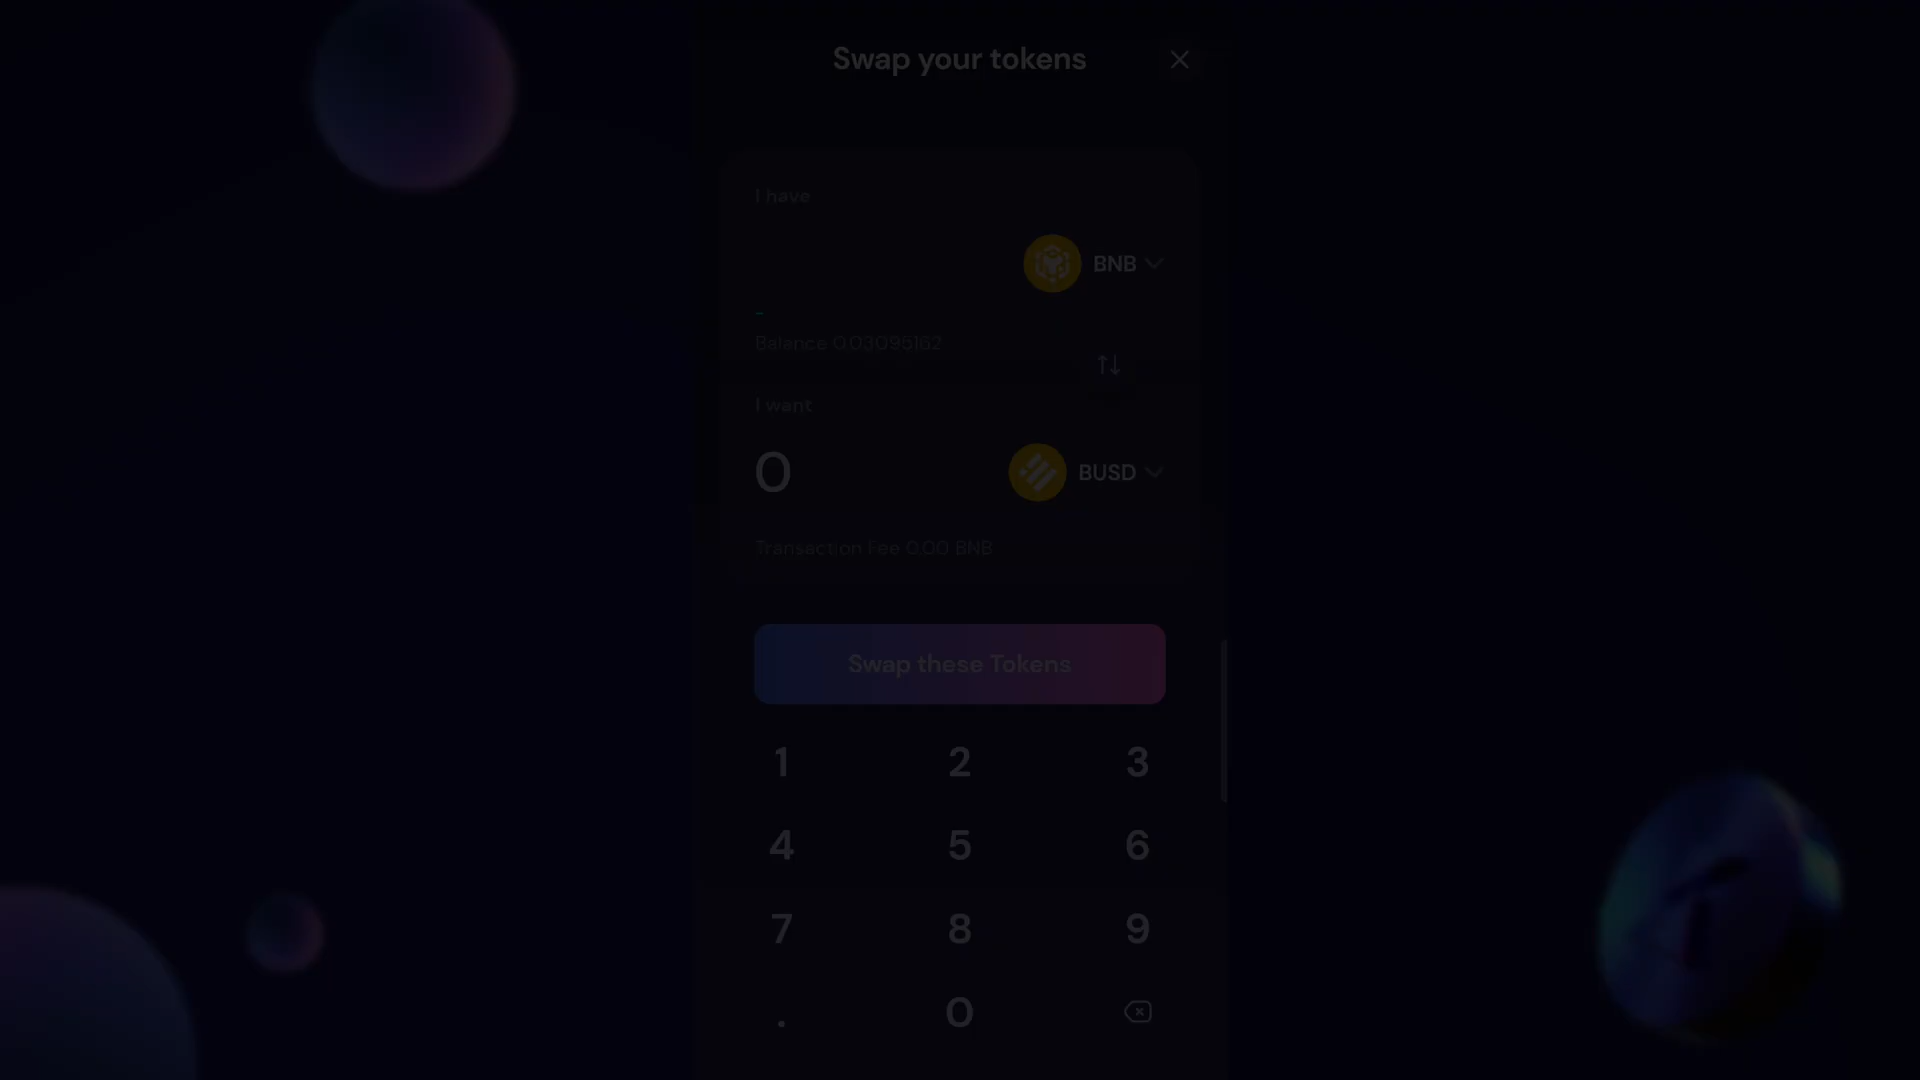 Swap your tokens
I have
BNB
-
Balance 0.03095162
I want
0
BUSD
Transaction Fee 0.00 BNB
Swap these Tokens
1 2 3
4 5 6
7 8 9
. 0